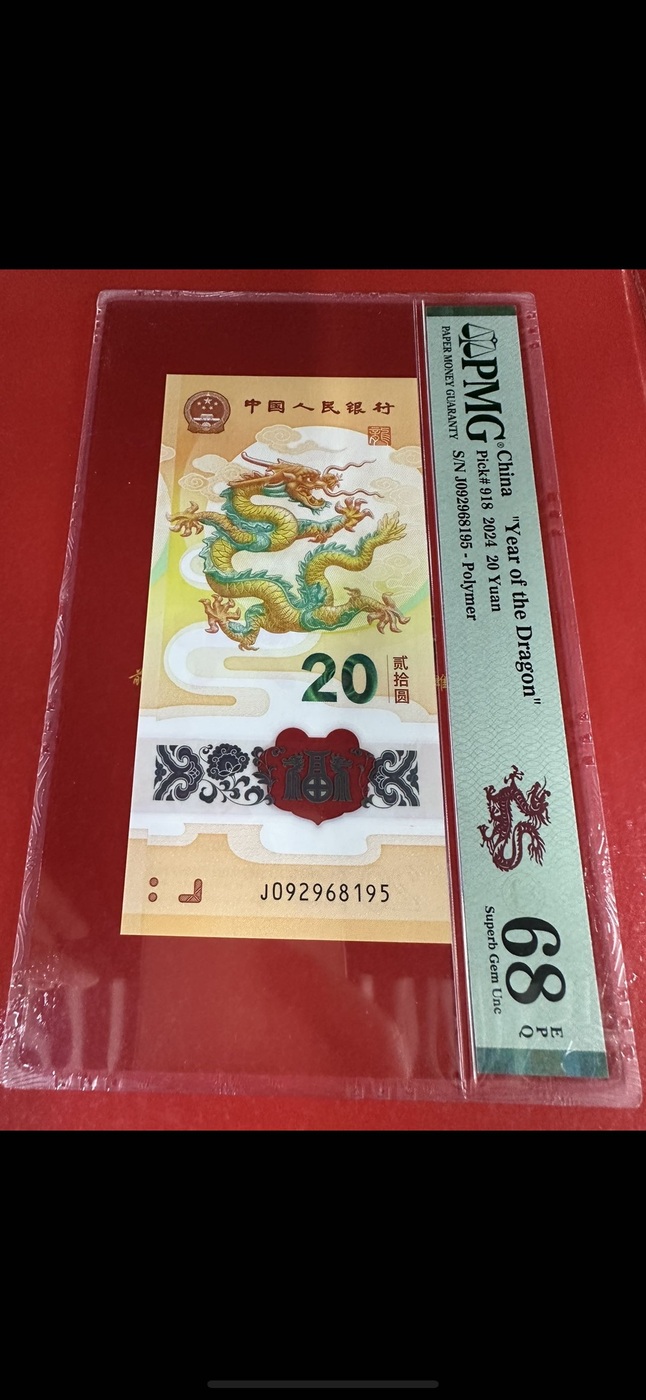 中国人民银行
龍
20
贰拾圆
J092968195
PMG®
PAPER MONEY GUARANTY
China "Year of the Dragon"
Pick# 918 2024 20 Yuan
S/N J092968195 - Polymer
68 EPQ
Superb Gem Unc